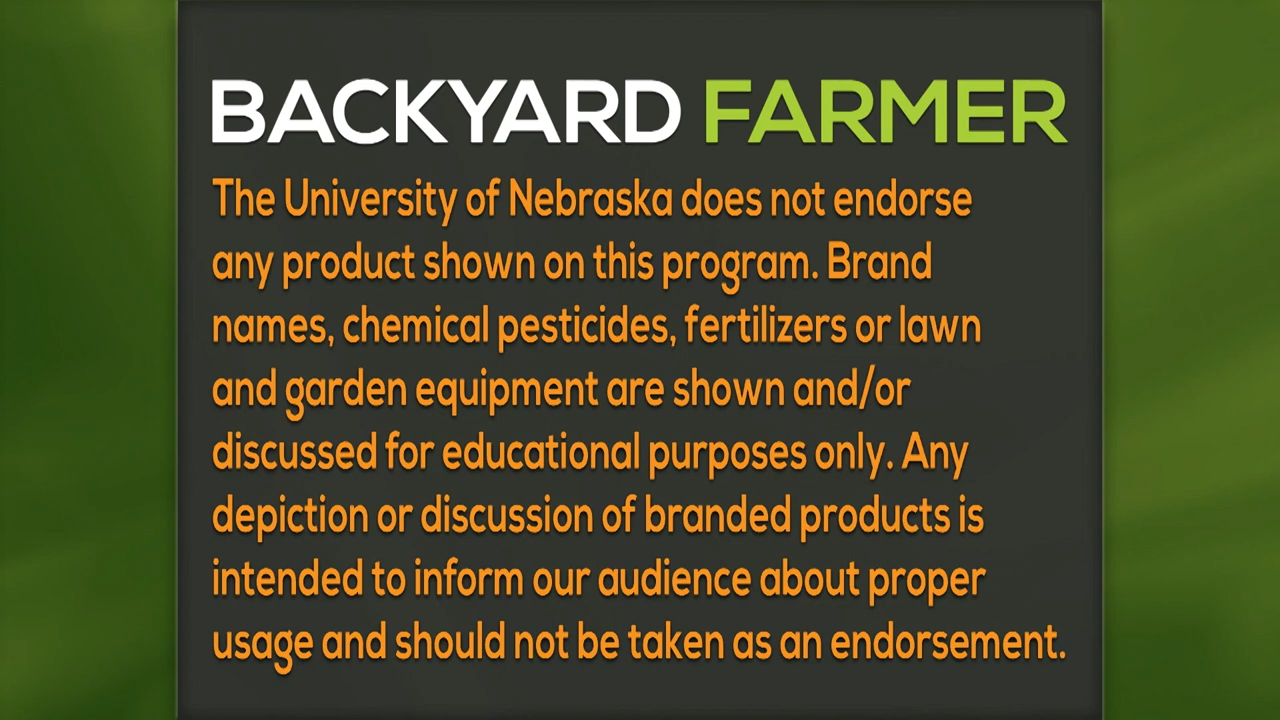 BACKYARD FARMER
The University of Nebraska does not endorse
any product shown on this program. Brand
names, chemical pesticides, fertilizers or lawn
and garden equipment are shown and/or
discussed for educational purposes only. Any
depiction or discussion of branded products is
intended to inform our audience about proper
usage and should not be taken as an endorsement.